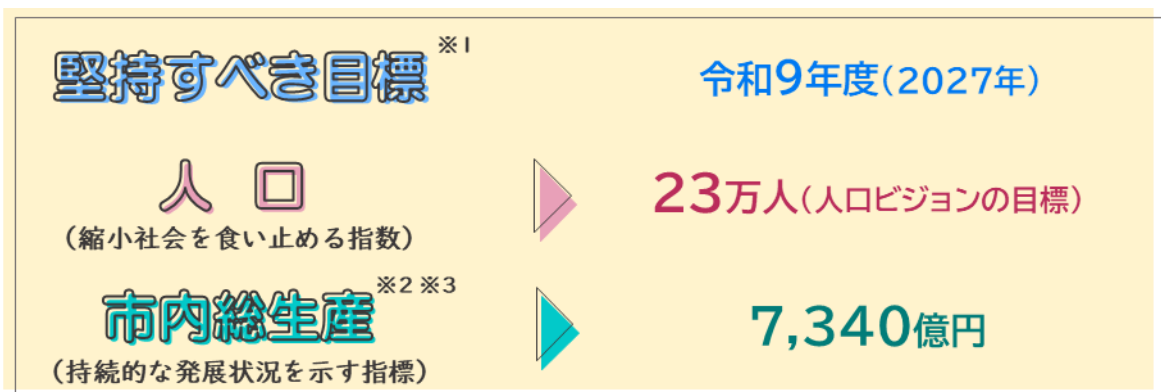 堅持すべき目標※1 令和9年度(2027年)
人口 23万人(人口ビジョンの目標)
(縮小社会を食い止める指数)
市内総生産※2※3 7,340億円
(持続的な発展状況を示す指標)